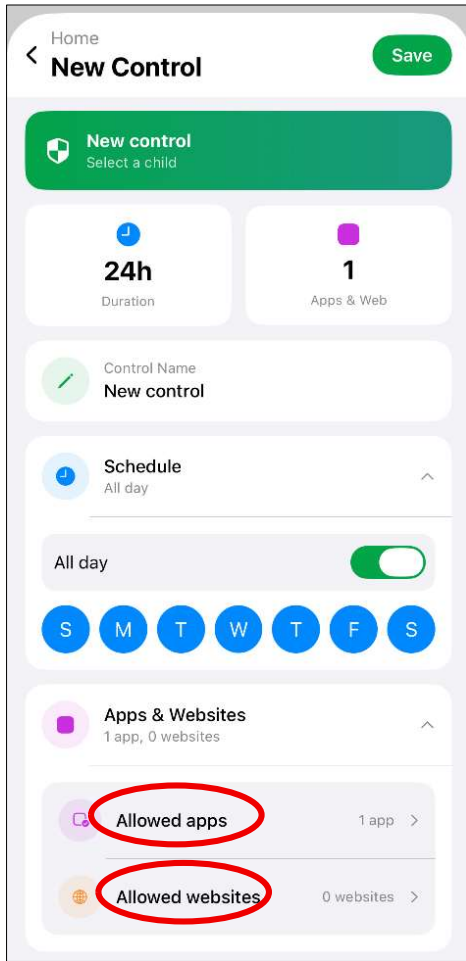 Home
New Control
Save
New control
Select a child
24h
Duration
1
Apps & Web
Control Name
New control
Schedule
All day
All day
S M T W T F S
Apps & Websites
1 app, 0 websites
Allowed apps
1 app
Allowed websites
0 websites